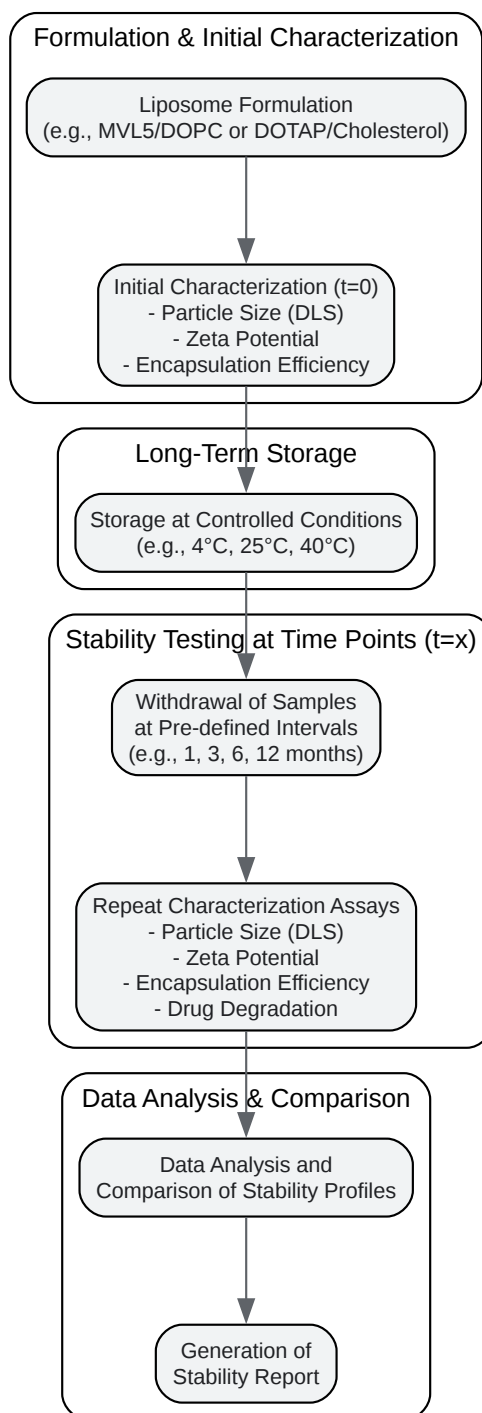 Formulation & Initial Characterization
Liposome Formulation
(e.g., MVL5/DOPC or DOTAP/Cholesterol)
Initial Characterization (t=0)
- Particle Size (DLS)
- Zeta Potential
- Encapsulation Efficiency
Long-Term Storage
Storage at Controlled Conditions
(e.g., 4°C, 25°C, 40°C)
Stability Testing at Time Points (t=x)
Withdrawal of Samples
at Pre-defined Intervals
(e.g., 1, 3, 6, 12 months)
Repeat Characterization Assays
- Particle Size (DLS)
- Zeta Potential
- Encapsulation Efficiency
- Drug Degradation
Data Analysis & Comparison
Data Analysis and
Comparison of Stability Profiles
Generation of
Stability Report